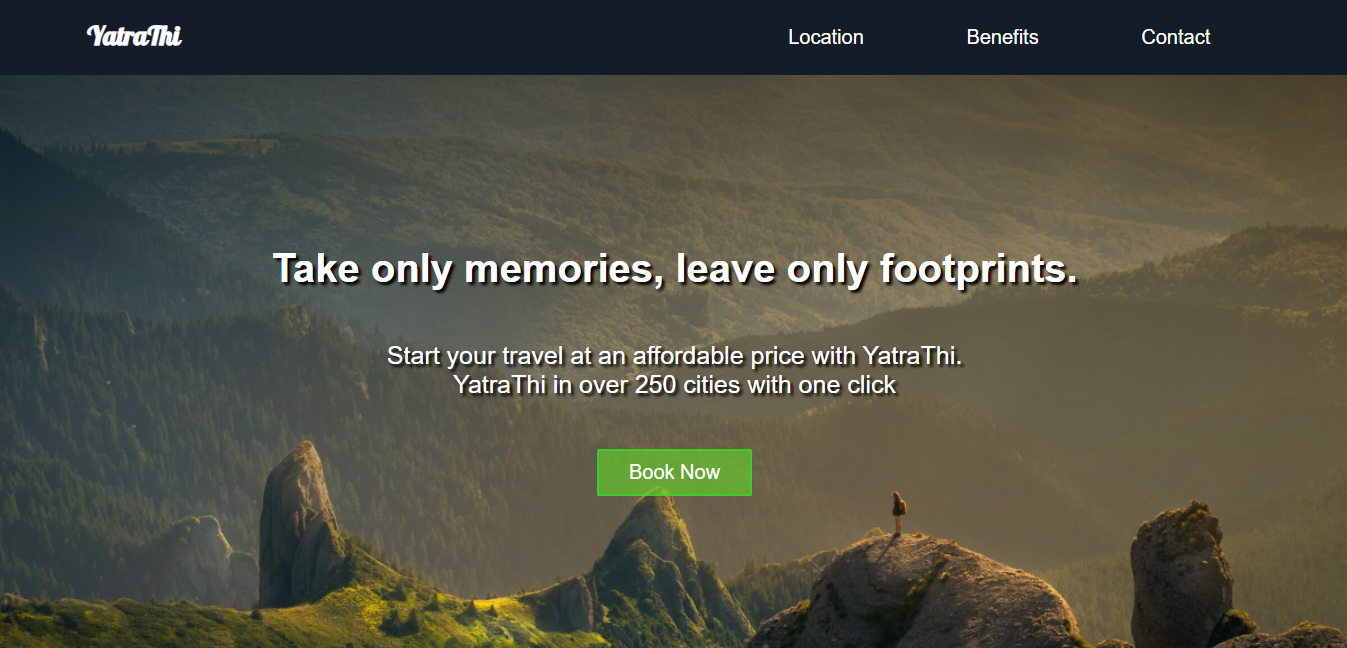 YatraThi
Location
Benefits
Contact
Take only memories, leave only footprints.
Start your travel at an affordable price with YatraThi.
YatraThi in over 250 cities with one click
Book Now